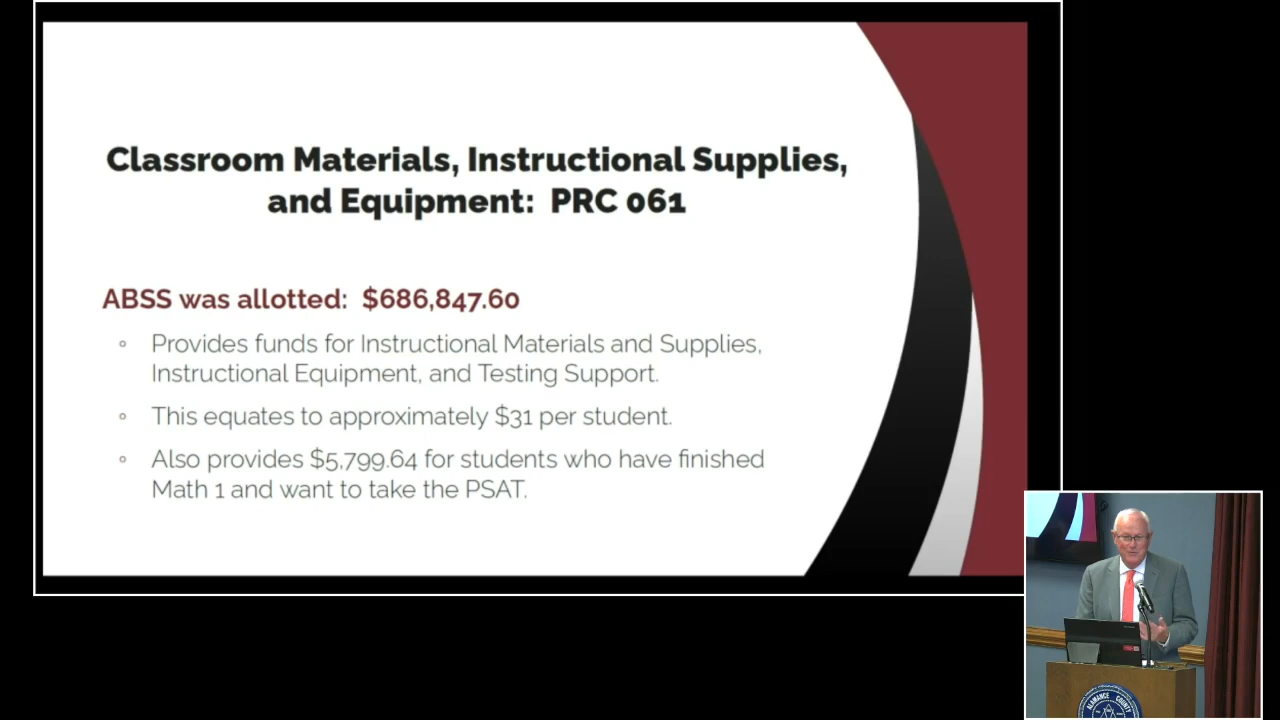 Classroom Materials, Instructional Supplies,
and Equipment: PRC 061
ABSS was allotted: $686,847.60
◦ Provides funds for Instructional Materials and Supplies,
Instructional Equipment, and Testing Support.
◦ This equates to approximately $31 per student.
◦ Also provides $5,799.64 for students who have finished
Math 1 and want to take the PSAT.
ALAMANCE COUNTY